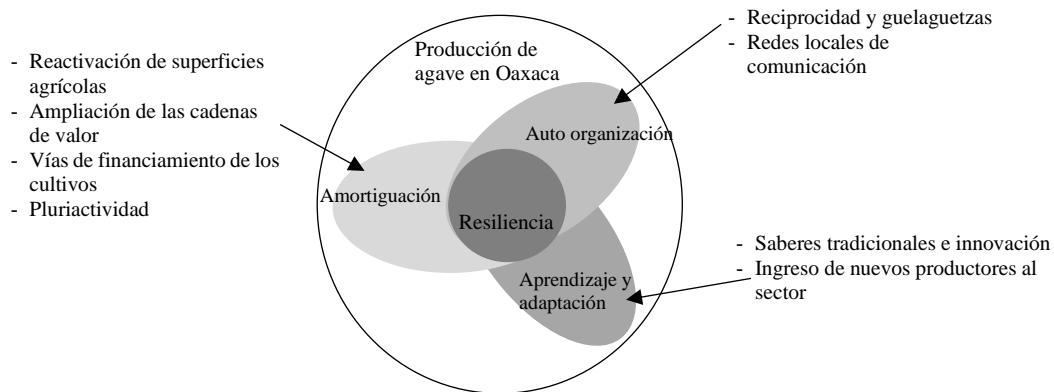 - Reciprocidad y guelaguetzas
- Redes locales de
comunicación
Producción de
agave en Oaxaca
- Reactivación de superficies
agrícolas
- Ampliación de las cadenas
de valor
- Vías de financiamiento de los
cultivos
- Pluriactividad
Auto organización
Amortiguación
Resiliencia
Aprendizaje y
adaptación
- Saberes tradicionales e innovación
- Ingreso de nuevos productores al
sector